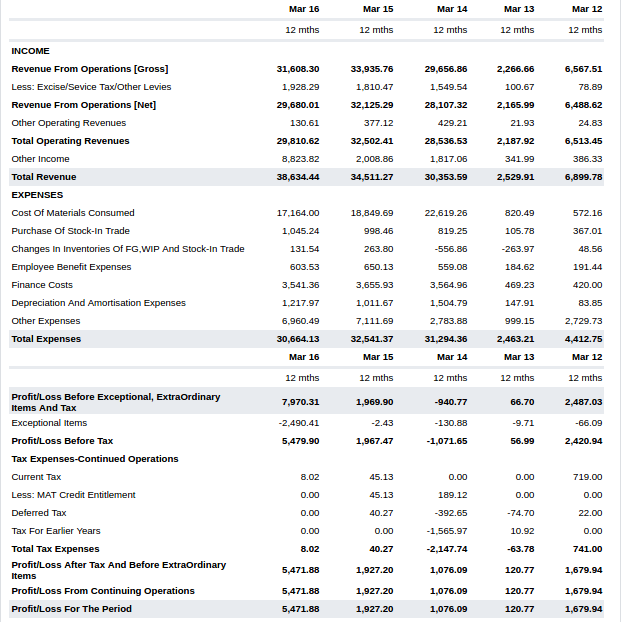 Mar 16 Mar 15 Mar 14 Mar 13 Mar 12
12 mths 12 mths 12 mths 12 mths 12 mths
INCOME
Revenue From Operations [Gross] 31,608.30 33,935.76 29,656.86 2,266.66 6,567.51
Less: Excise/Sevice Tax/Other Levies 1,928.29 1,810.47 1,549.54 100.67 78.89
Revenue From Operations [Net] 29,680.01 32,125.29 28,107.32 2,165.99 6,488.62
Other Operating Revenues 130.61 377.12 429.21 21.93 24.83
Total Operating Revenues 29,810.62 32,502.41 28,536.53 2,187.92 6,513.45
Other Income 8,823.82 2,008.86 1,817.06 341.99 386.33
Total Revenue 38,634.44 34,511.27 30,353.59 2,529.91 6,899.78
EXPENSES
Cost Of Materials Consumed 17,164.00 18,849.69 22,619.26 820.49 572.16
Purchase Of Stock-In Trade 1,045.24 998.46 819.25 105.78 367.01
Changes In Inventories Of FG,WIP And Stock-In Trade 131.54 263.80 -556.86 -263.97 48.56
Employee Benefit Expenses 603.53 650.13 559.08 184.62 191.44
Finance Costs 3,541.36 3,655.93 3,564.96 469.23 420.00
Depreciation And Amortisation Expenses 1,217.97 1,011.67 1,504.79 147.91 83.85
Other Expenses 6,960.49 7,111.69 2,783.88 999.15 2,729.73
Total Expenses 30,664.13 32,541.37 31,294.36 2,463.21 4,412.75
Mar 16 Mar 15 Mar 14 Mar 13 Mar 12
12 mths 12 mths 12 mths 12 mths 12 mths
Profit/Loss Before Exceptional, ExtraOrdinary
Items And Tax 7,970.31 1,969.90 -940.77 66.70 2,487.03
Exceptional Items -2,490.41 -2.43 -130.88 -9.71 -66.09
Profit/Loss Before Tax 5,479.90 1,967.47 -1,071.65 56.99 2,420.94
Tax Expenses-Continued Operations
Current Tax 8.02 45.13 0.00 0.00 719.00
Less: MAT Credit Entitlement 0.00 45.13 189.12 0.00 0.00
Deferred Tax 0.00 40.27 -392.65 -74.70 22.00
Tax For Earlier Years 0.00 0.00 -1,565.97 10.92 0.00
Total Tax Expenses 8.02 40.27 -2,147.74 -63.78 741.00
Profit/Loss After Tax And Before ExtraOrdinary
Items 5,471.88 1,927.20 1,076.09 120.77 1,679.94
Profit/Loss From Continuing Operations 5,471.88 1,927.20 1,076.09 120.77 1,679.94
Profit/Loss For The Period 5,471.88 1,927.20 1,076.09 120.77 1,679.94